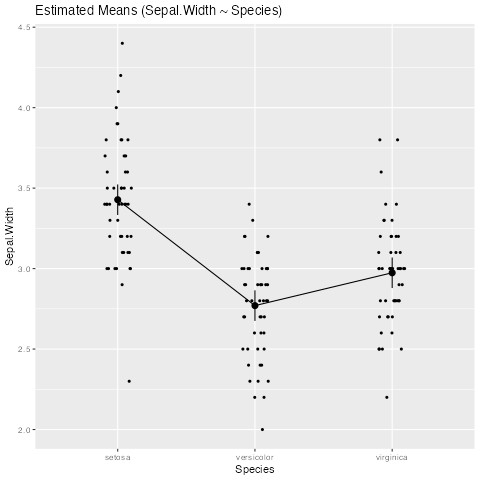 Estimated Means (Sepal.Width ~ Species)
4.5
4.0
3.5
3.0
2.5
2.0
Sepal.Width
setosa
versicolor
virginica
Species